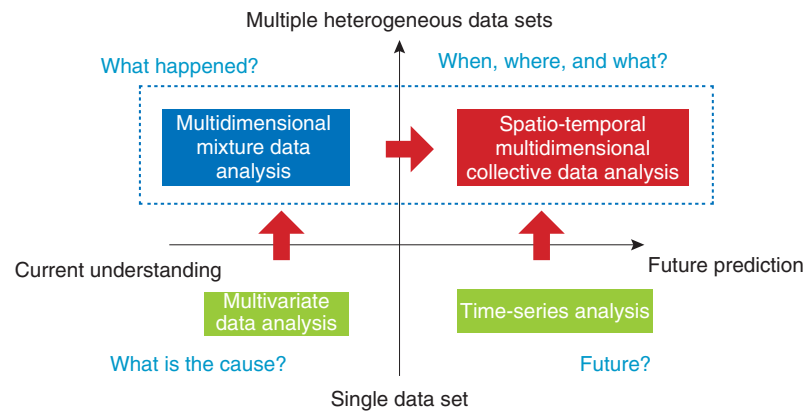 Multiple heterogeneous data sets
What happened?
When, where, and what?
Multidimensional
mixture data
analysis
Spatio-temporal
multidimensional
collective data analysis
Current understanding
Future prediction
Multivariate
data analysis
Time-series analysis
What is the cause?
Future?
Single data set